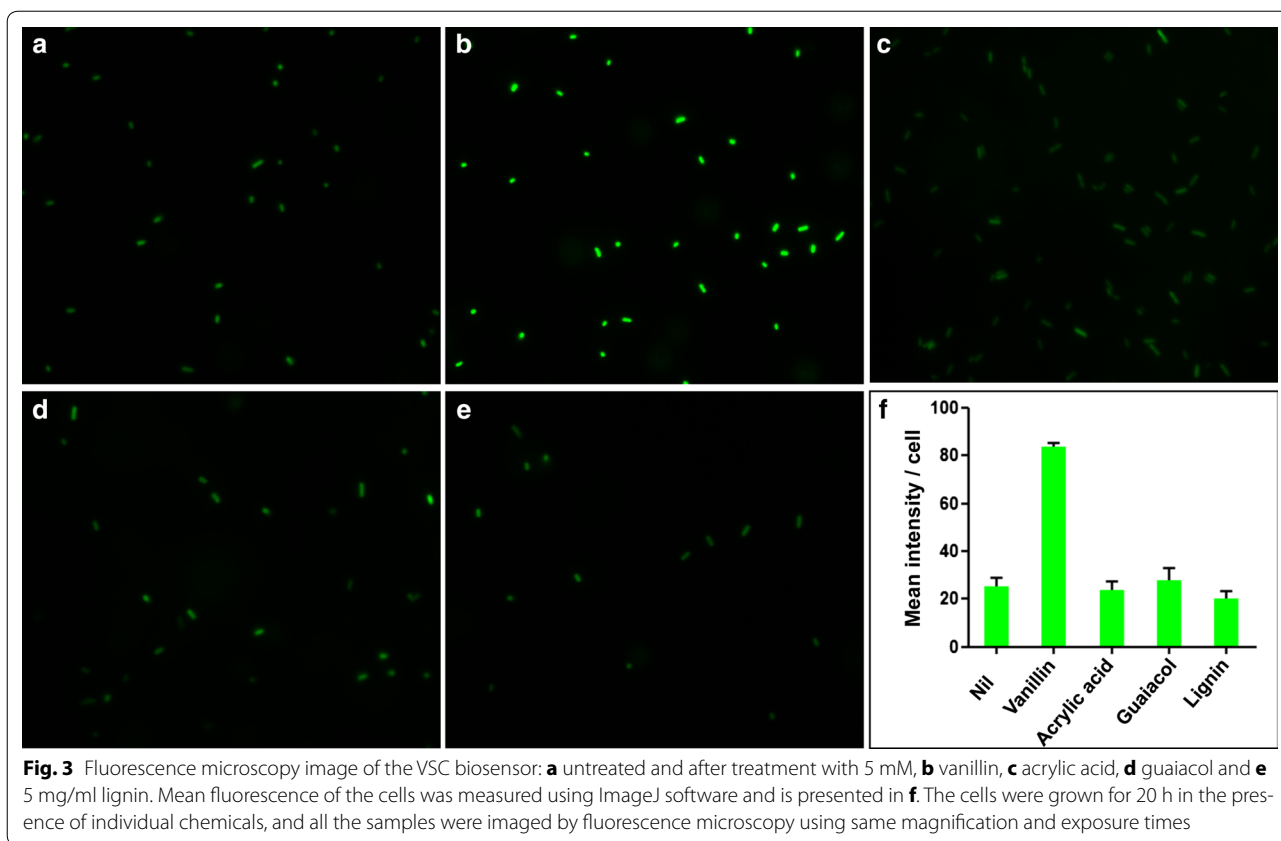 a
b
c
d
e
f
100
80
60
40
20
0
Mean intensity / cell
Nil
Vanillin
Acrylic acid
Guaiacol
Lignin
Fig. 3 Fluorescence microscopy image of the VSC biosensor: a untreated and after treatment with 5 mM, b vanillin, c acrylic acid, d guaiacol and e
5 mg/ml lignin. Mean fluorescence of the cells was measured using ImageJ software and is presented in f. The cells were grown for 20 h in the pres-
ence of individual chemicals, and all the samples were imaged by fluorescence microscopy using same magnification and exposure times